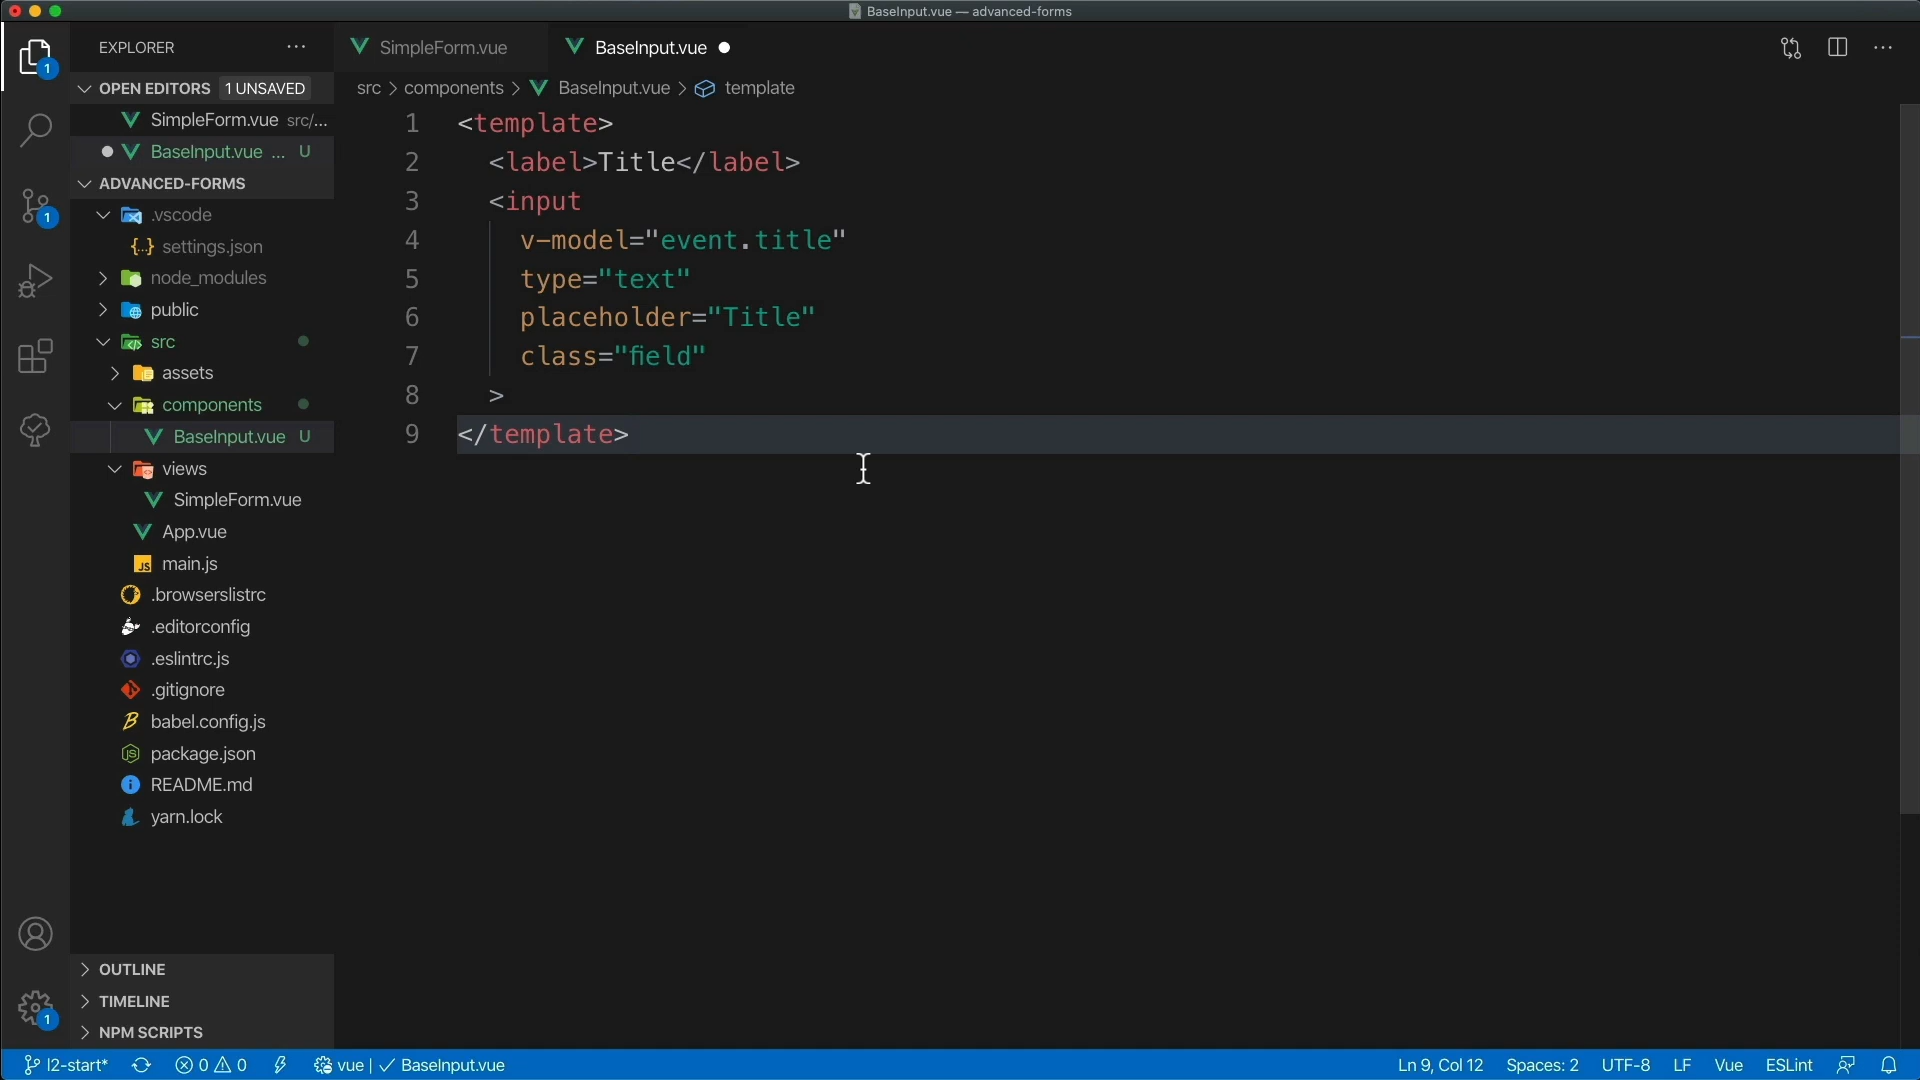 BaseInput.vue — advanced-forms
EXPLORER
SimpleForm.vue
BaseInput.vue
OPEN EDITORS 1 UNSAVED
src > components > BaseInput.vue > template
SimpleForm.vue src/...
BaseInput.vue ... U
ADVANCED-FORMS
.vscode
settings.json
node_modules
public
src
assets
components
BaseInput.vue U
views
SimpleForm.vue
App.vue
main.js
.browserslistrc
.editorconfig
.eslintrc.js
.gitignore
babel.config.js
package.json
README.md
yarn.lock
OUTLINE
TIMELINE
NPM SCRIPTS
1
1
1
1 <template>
2 <label>Title</label>
3 <input
4 v-model="event.title"
5 type="text"
6 placeholder="Title"
7 class="field"
8 >
9 </template>
l2-start* 0 0 vue | BaseInput.vue Ln 9, Col 12 Spaces: 2 UTF-8 LF Vue ESLint